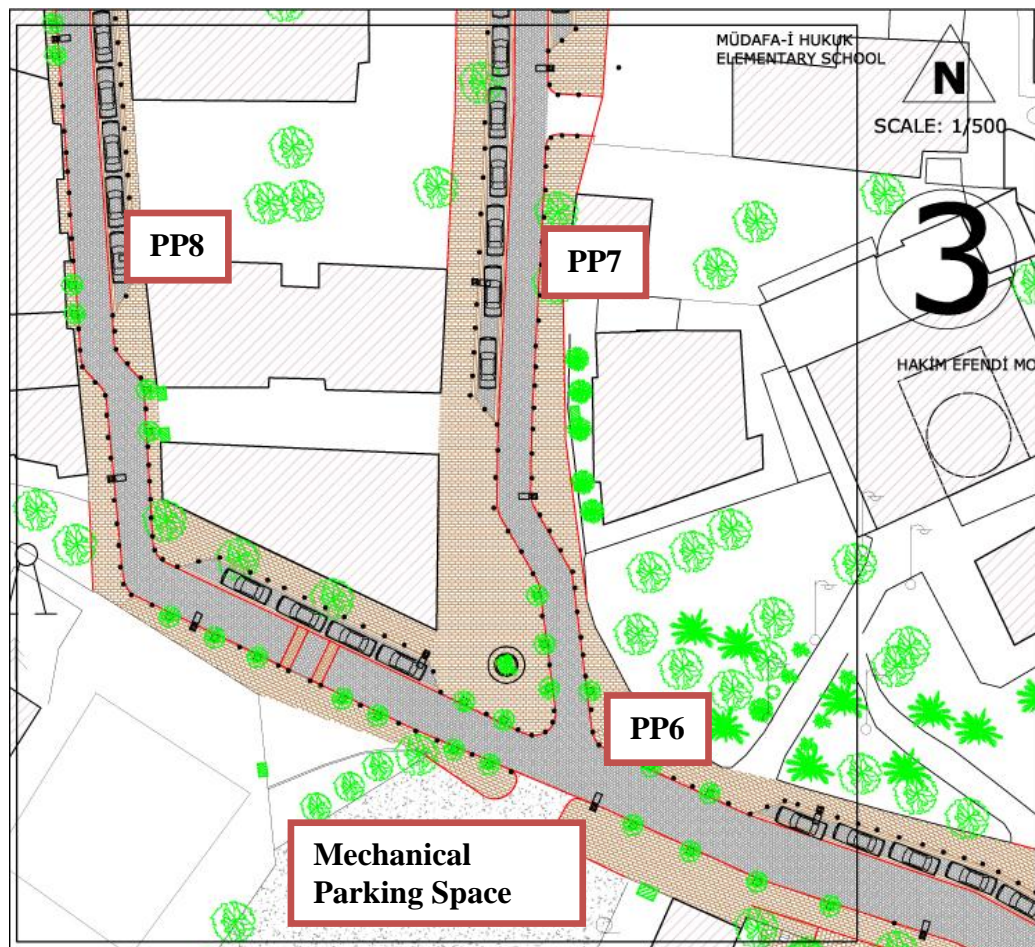 MÜDAFA-İ HUKUK
ELEMENTARY SCHOOL
N
SCALE: 1/500
PP8
PP7
3
HAKİM EFENDİ MO
PP6
Mechanical
Parking Space